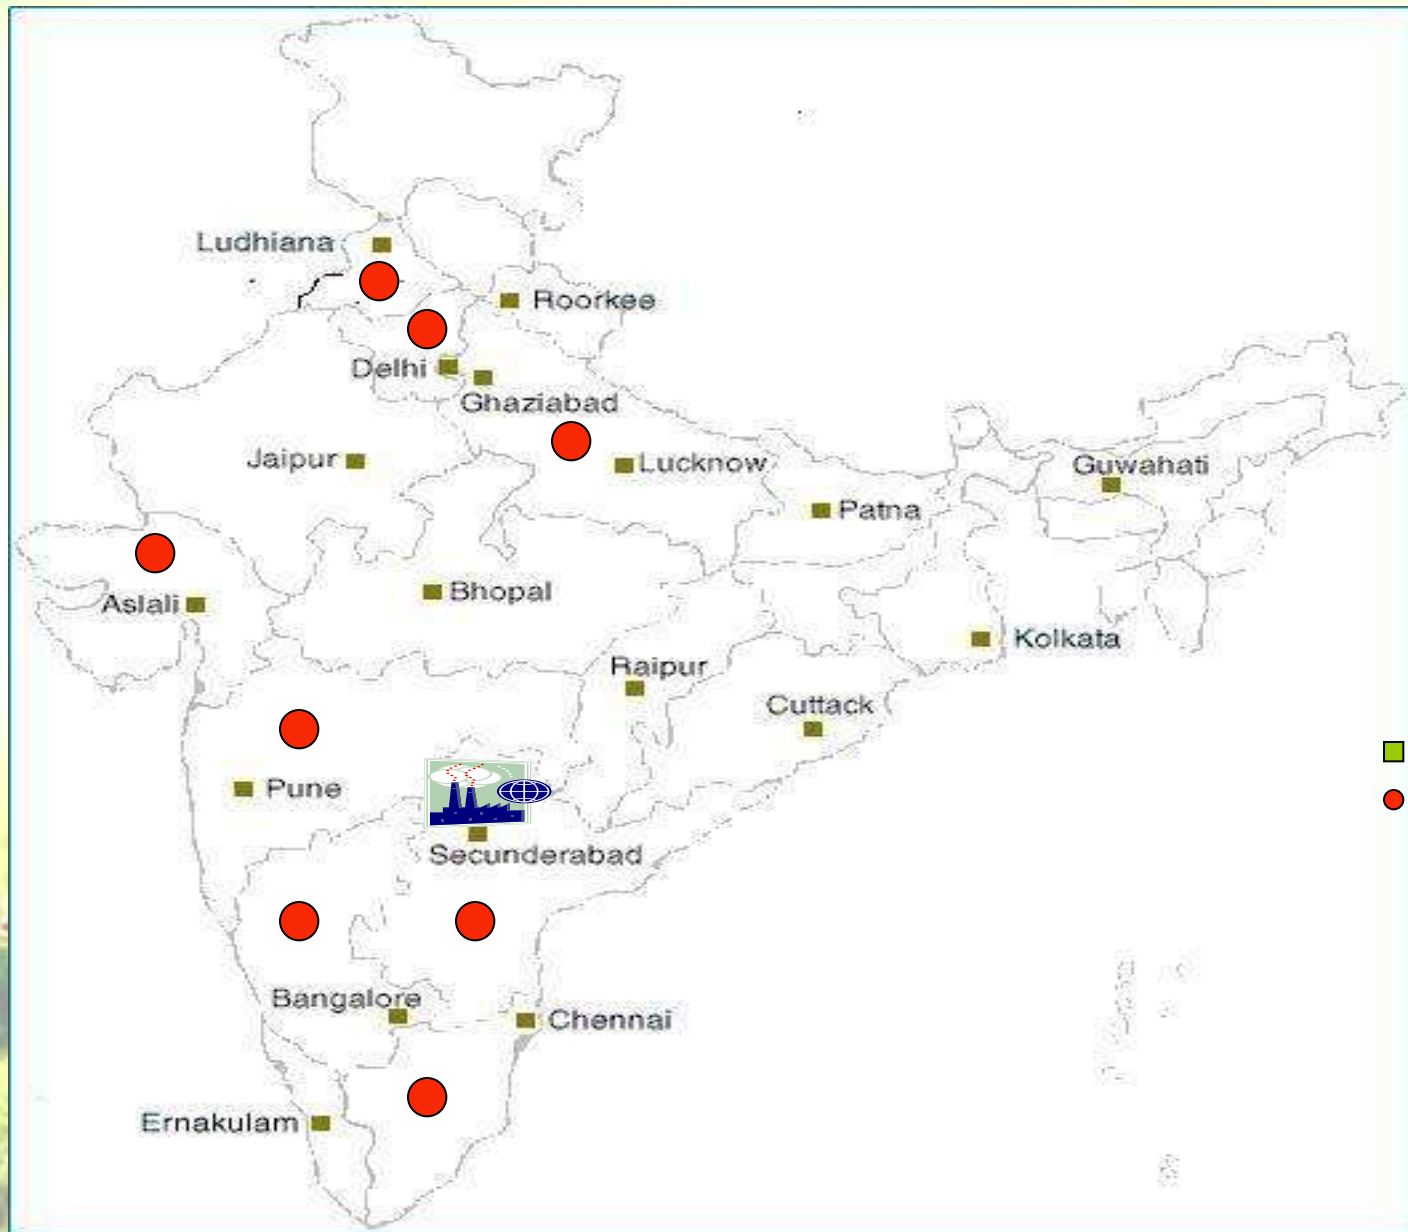 Ludhiana
Roorkee
Delhi
Ghaziabad
Jaipur
Lucknow
Guwahati
Patna
Aslali
Bhopal
Kolkata
Raipur
Cuttack
Pune
Secunderabad
Bangalore
Chennai
Ernakulam